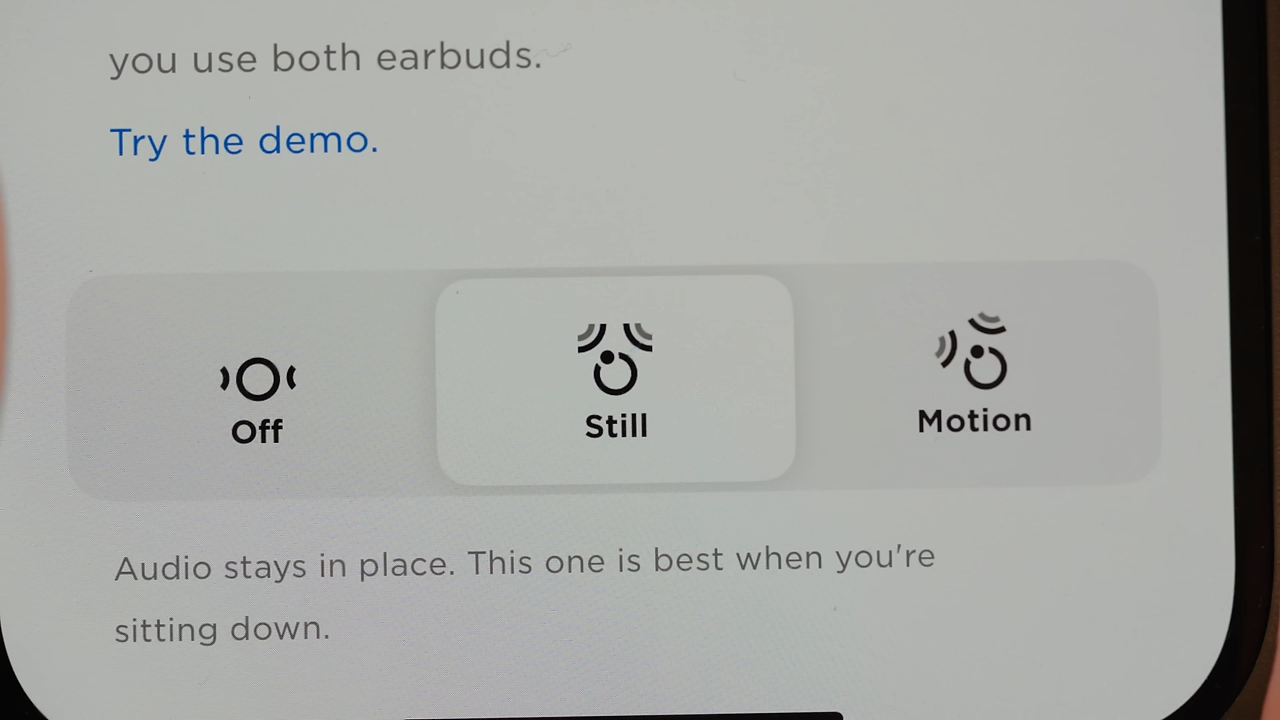 you use both earbuds.
Try the demo.
Off
Still
Motion
Audio stays in place. This one is best when you're
sitting down.